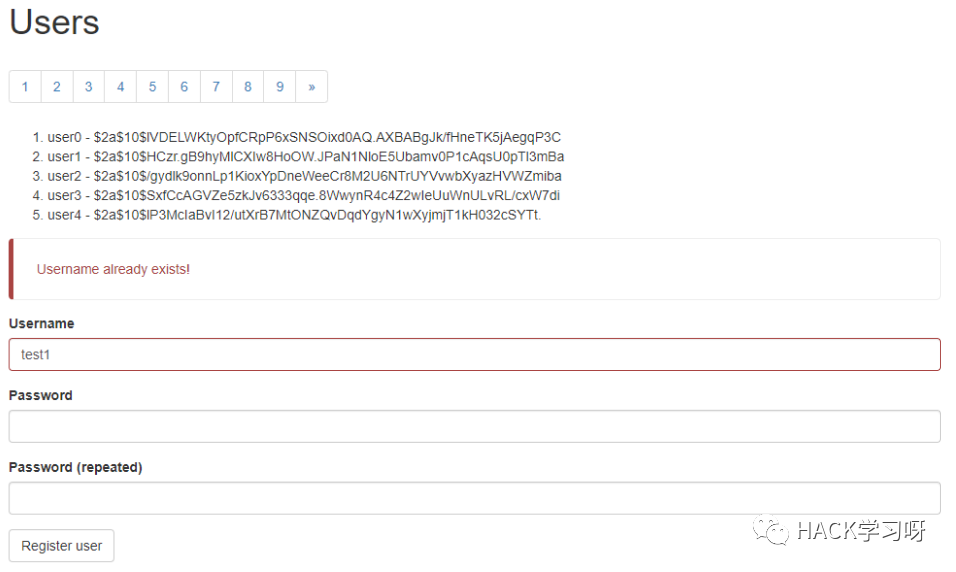 Users
1 2 3 4 5 6 7 8 9 »
1. user0 - $2a$10$lVDELWKtyOpfCRpP6xSNSOixd0AQ.AXBABgJk/fHneTK5jAegqP3C
2. user1 - $2a$10$HCzr.gB9hyMlCXIw8HoOW.JPaN1NloE5Ubamv0P1cAqsU0pTl3mBa
3. user2 - $2a$10$/gydlk9onnLp1KioxYpDneWeeCr8M2U6NTrUYVvwbXyazHVWZmiba
4. user3 - $2a$10$SxfCcAGVZe5zkJv6333qqe.8WwynR4c4Z2wIeUuWnULvRL/cxW7di
5. user4 - $2a$10$lP3McIaBvI12/utXrB7MtONZQvDqdYgyN1wXyjmjT1kH032cSYTt.
Username already exists!
Username
test1
Password
Password (repeated)
Register user
HACK学习呀